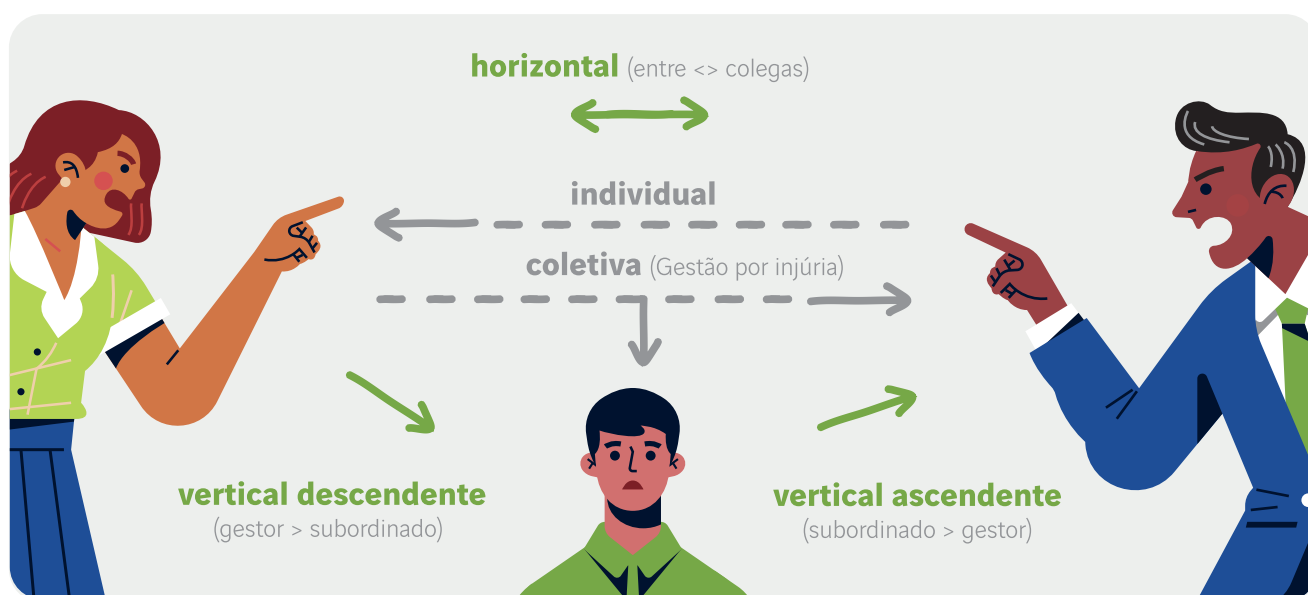 horizontal (entre <> colegas)
individual
coletiva (Gestão por injúria)
vertical descendente
(gestor > subordinado)
vertical ascendente
(subordinado > gestor)